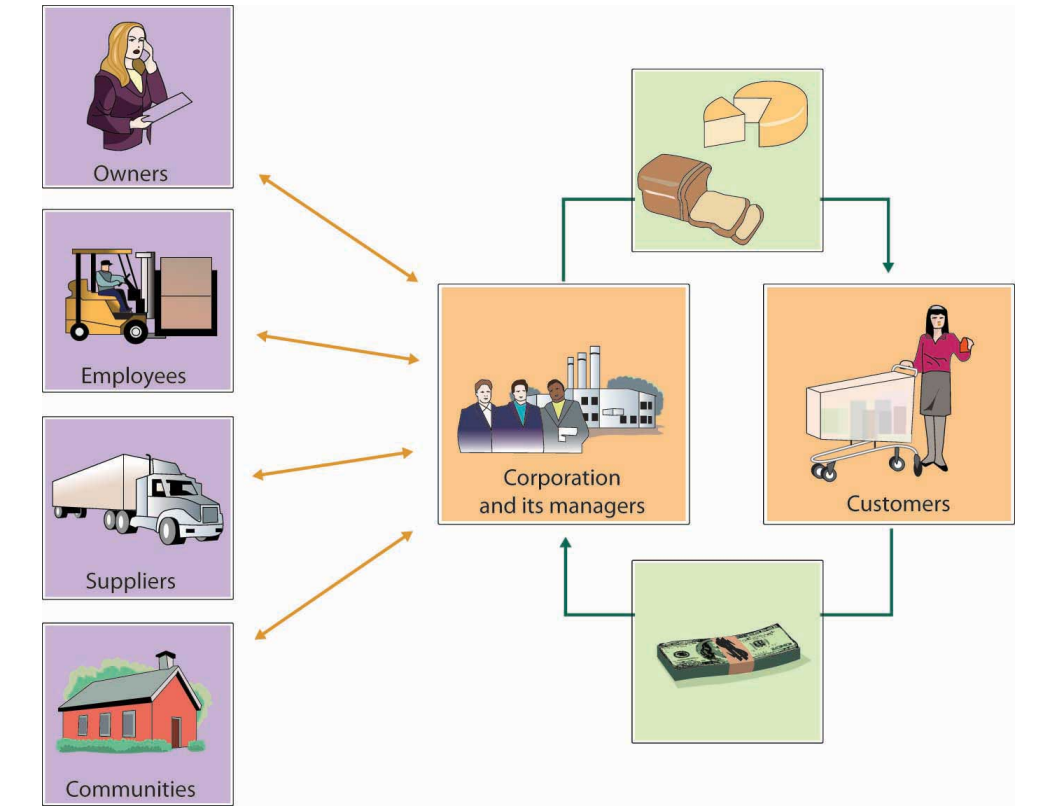 Owners
Employees
Suppliers
Communities
Corporation
and its managers
Customers